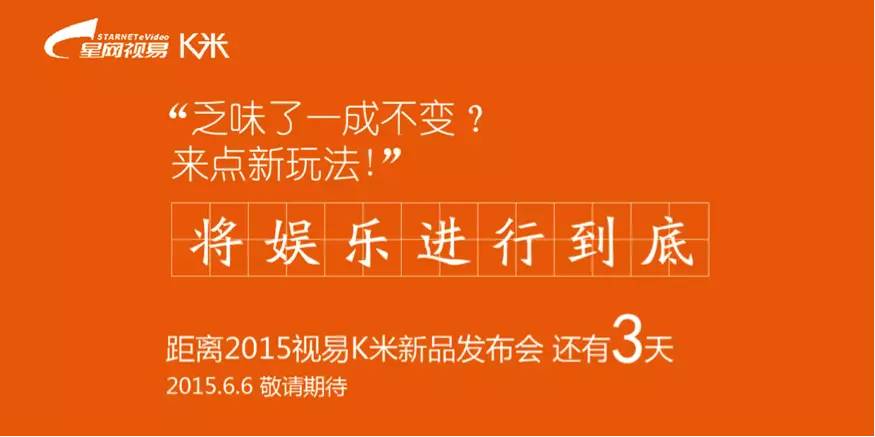 STARNETeVideo
星网视易 K米
“乏味了一成不变？
来点新玩法！”
将娱乐进行到底
距离2015视易K米新品发布会 还有3天
2015.6.6 敬请期待